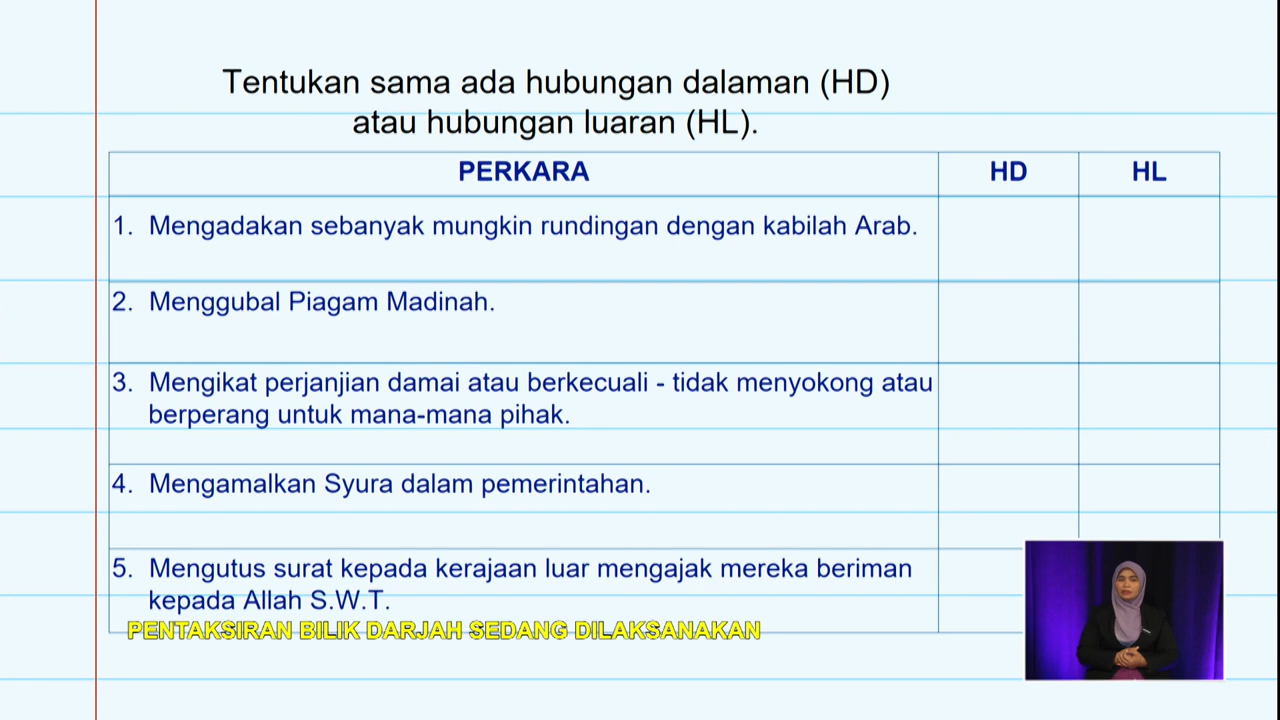 Tentukan sama ada hubungan dalaman (HD)
atau hubungan luaran (HL).
PERKARA HD HL
1. Mengadakan sebanyak mungkin rundingan dengan kabilah Arab.
2. Menggubal Piagam Madinah.
3. Mengikat perjanjian damai atau berkecuali - tidak menyokong atau
berperang untuk mana-mana pihak.
4. Mengamalkan Syura dalam pemerintahan.
5. Mengutus surat kepada kerajaan luar mengajak mereka beriman
kepada Allah S.W.T.
PENTAKSIRAN BILIK DARJAH SEDANG DILAKSANAKAN